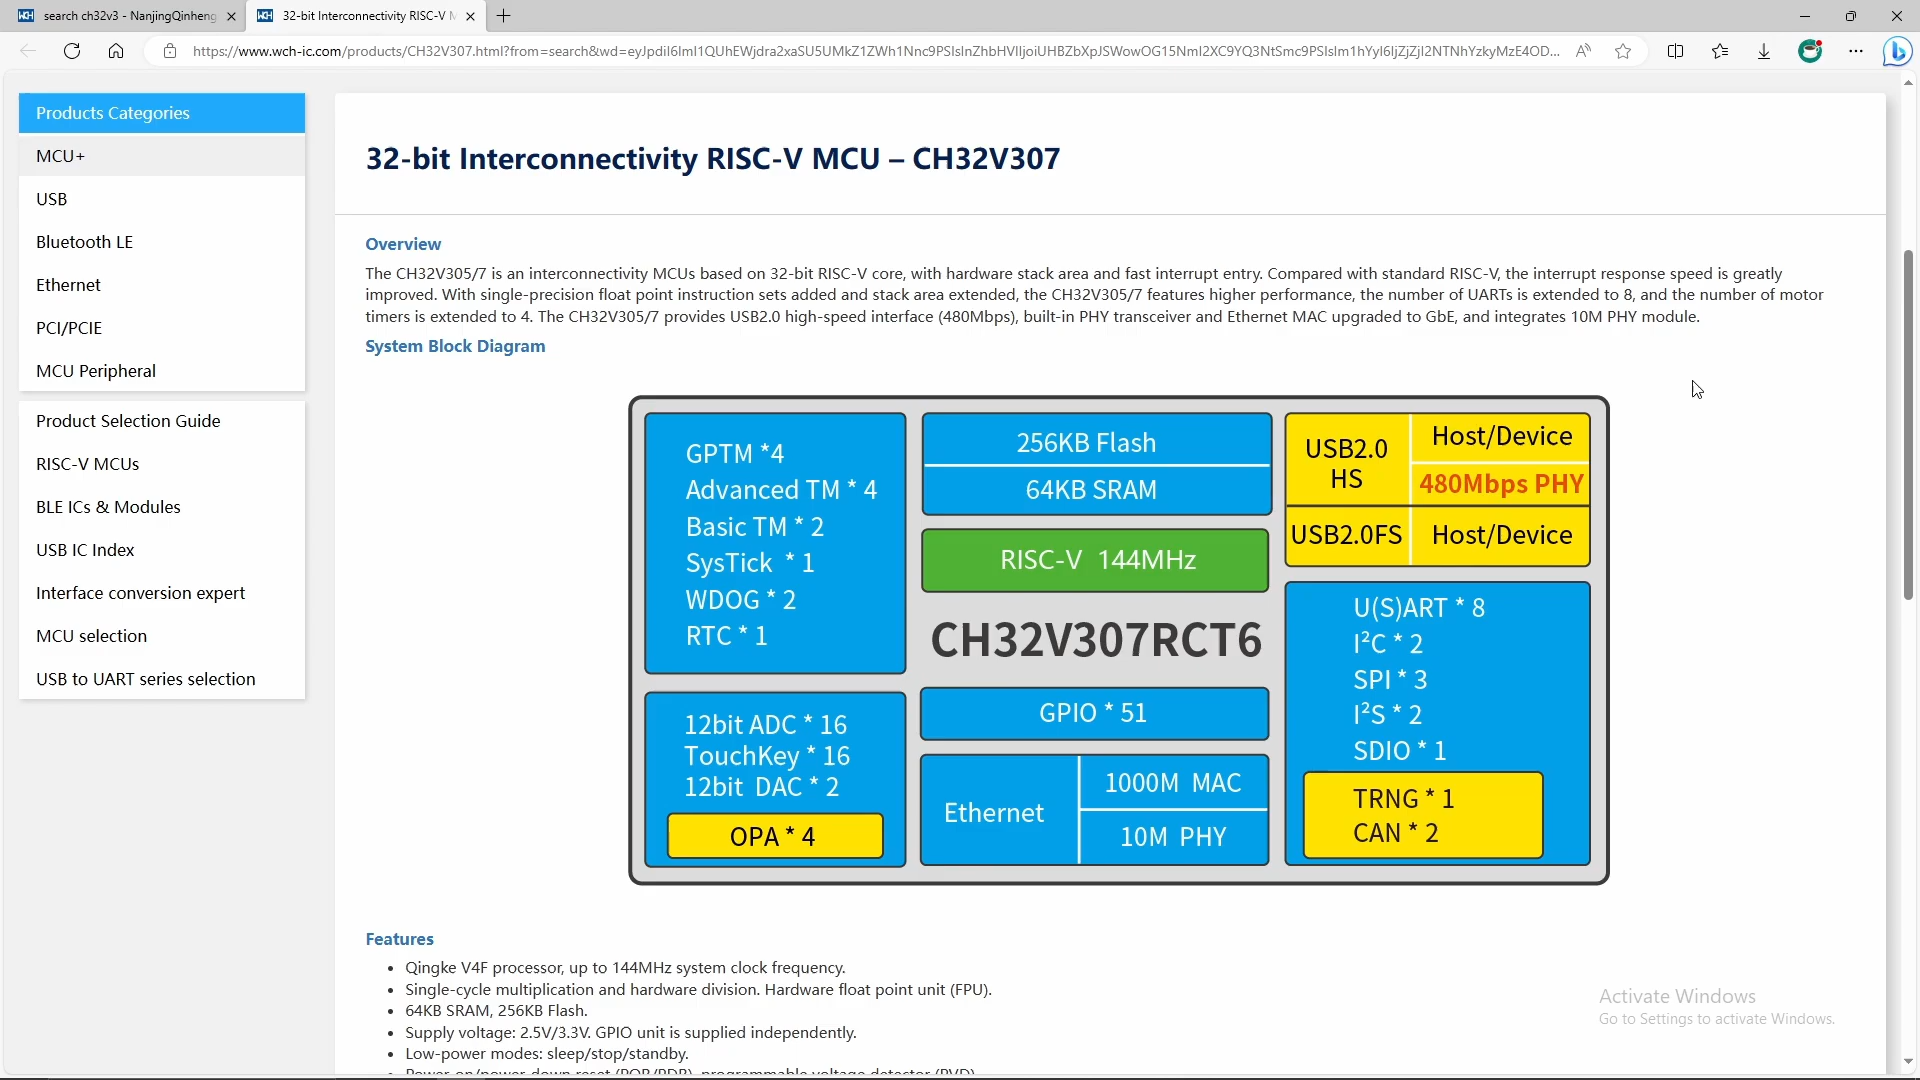 search ch32v3 - NanjingQinheng
32-bit Interconnectivity RISC-V M
https://www.wch-ic.com/products/CH32V307.html?from=search&wd=
Products Categories
MCU+
USB
Bluetooth LE
Ethernet
PCI/PCIE
MCU Peripheral
Product Selection Guide
RISC-V MCUs
BLE ICs & Modules
USB IC Index
Interface conversion expert
MCU selection
USB to UART series selection
32-bit Interconnectivity RISC-V MCU – CH32V307
Overview
The CH32V305/7 is an interconnectivity MCUs based on 32-bit RISC-V core, with hardware stack area and fast interrupt entry. Compared with standard RISC-V, the interrupt response speed is greatly
improved. With single-precision float point instruction sets added and stack area extended, the CH32V305/7 features higher performance, the number of UARTs is extended to 8, and the number of motor
timers is extended to 4. The CH32V305/7 provides USB2.0 high-speed interface (480Mbps), built-in PHY transceiver and Ethernet MAC upgraded to GbE, and integrates 10M PHY module.
System Block Diagram
GPTM *4
Advanced TM * 4
Basic TM * 2
SysTick * 1
WDOG * 2
RTC * 1
12bit ADC * 16
TouchKey * 16
12bit DAC * 2
OPA * 4
256KB Flash
64KB SRAM
RISC-V 144MHz
CH32V307RCT6
GPIO * 51
Ethernet
1000M MAC
10M PHY
USB2.0
HS
Host/Device
480Mbps PHY
USB2.0FS
Host/Device
U(S)ART * 8
I²C * 2
SPI * 3
I²S * 2
SDIO * 1
TRNG * 1
CAN * 2
Features
• Qingke V4F processor, up to 144MHz system clock frequency.
• Single-cycle multiplication and hardware division. Hardware float point unit (FPU).
• 64KB SRAM, 256KB Flash.
• Supply voltage: 2.5V/3.3V. GPIO unit is supplied independently.
• Low-power modes: sleep/stop/standby.
• Power-on/power-down reset (POR/PDR), programmable voltage detector (PVD)
Activate Windows
Go to Settings to activate Windows.